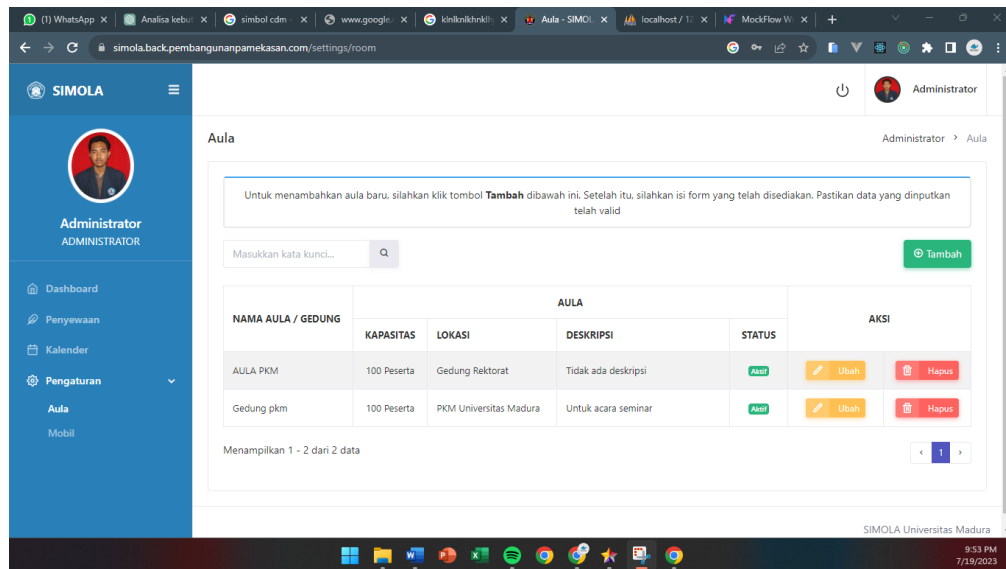 (1) WhatsApp
Analisa kebut
simbol cdm -
www.google.
klnlknlkhnklh
Aula - SIMOL
localhost / 12
MockFlow W
simola.back.pembangunanpamekasan.com/settings/room
SIMOLA
Administrator
Administrator
ADMINISTRATOR
Dashboard
Penyewaan
Kalender
Pengaturan
Aula
Mobil
Aula
Administrator > Aula
Untuk menambahkan aula baru, silahkan klik tombol Tambah dibawah ini. Setelah itu, silahkan isi form yang telah disediakan. Pastikan data yang dinputkan
telah valid
Masukkan kata kunci...
Tambah
NAMA AULA / GEDUNG AULA AKSI
KAPASITAS LOKASI DESKRIPSI STATUS
AULA PKM 100 Peserta Gedung Rektorat Tidak ada deskripsi Aktif Ubah Hapus
Gedung pkm 100 Peserta PKM Universitas Madura Untuk acara seminar Aktif Ubah Hapus
Menampilkan 1 - 2 dari 2 data
‹ 1 ›
SIMOLA Universitas Madura
9:53 PM
7/19/2023